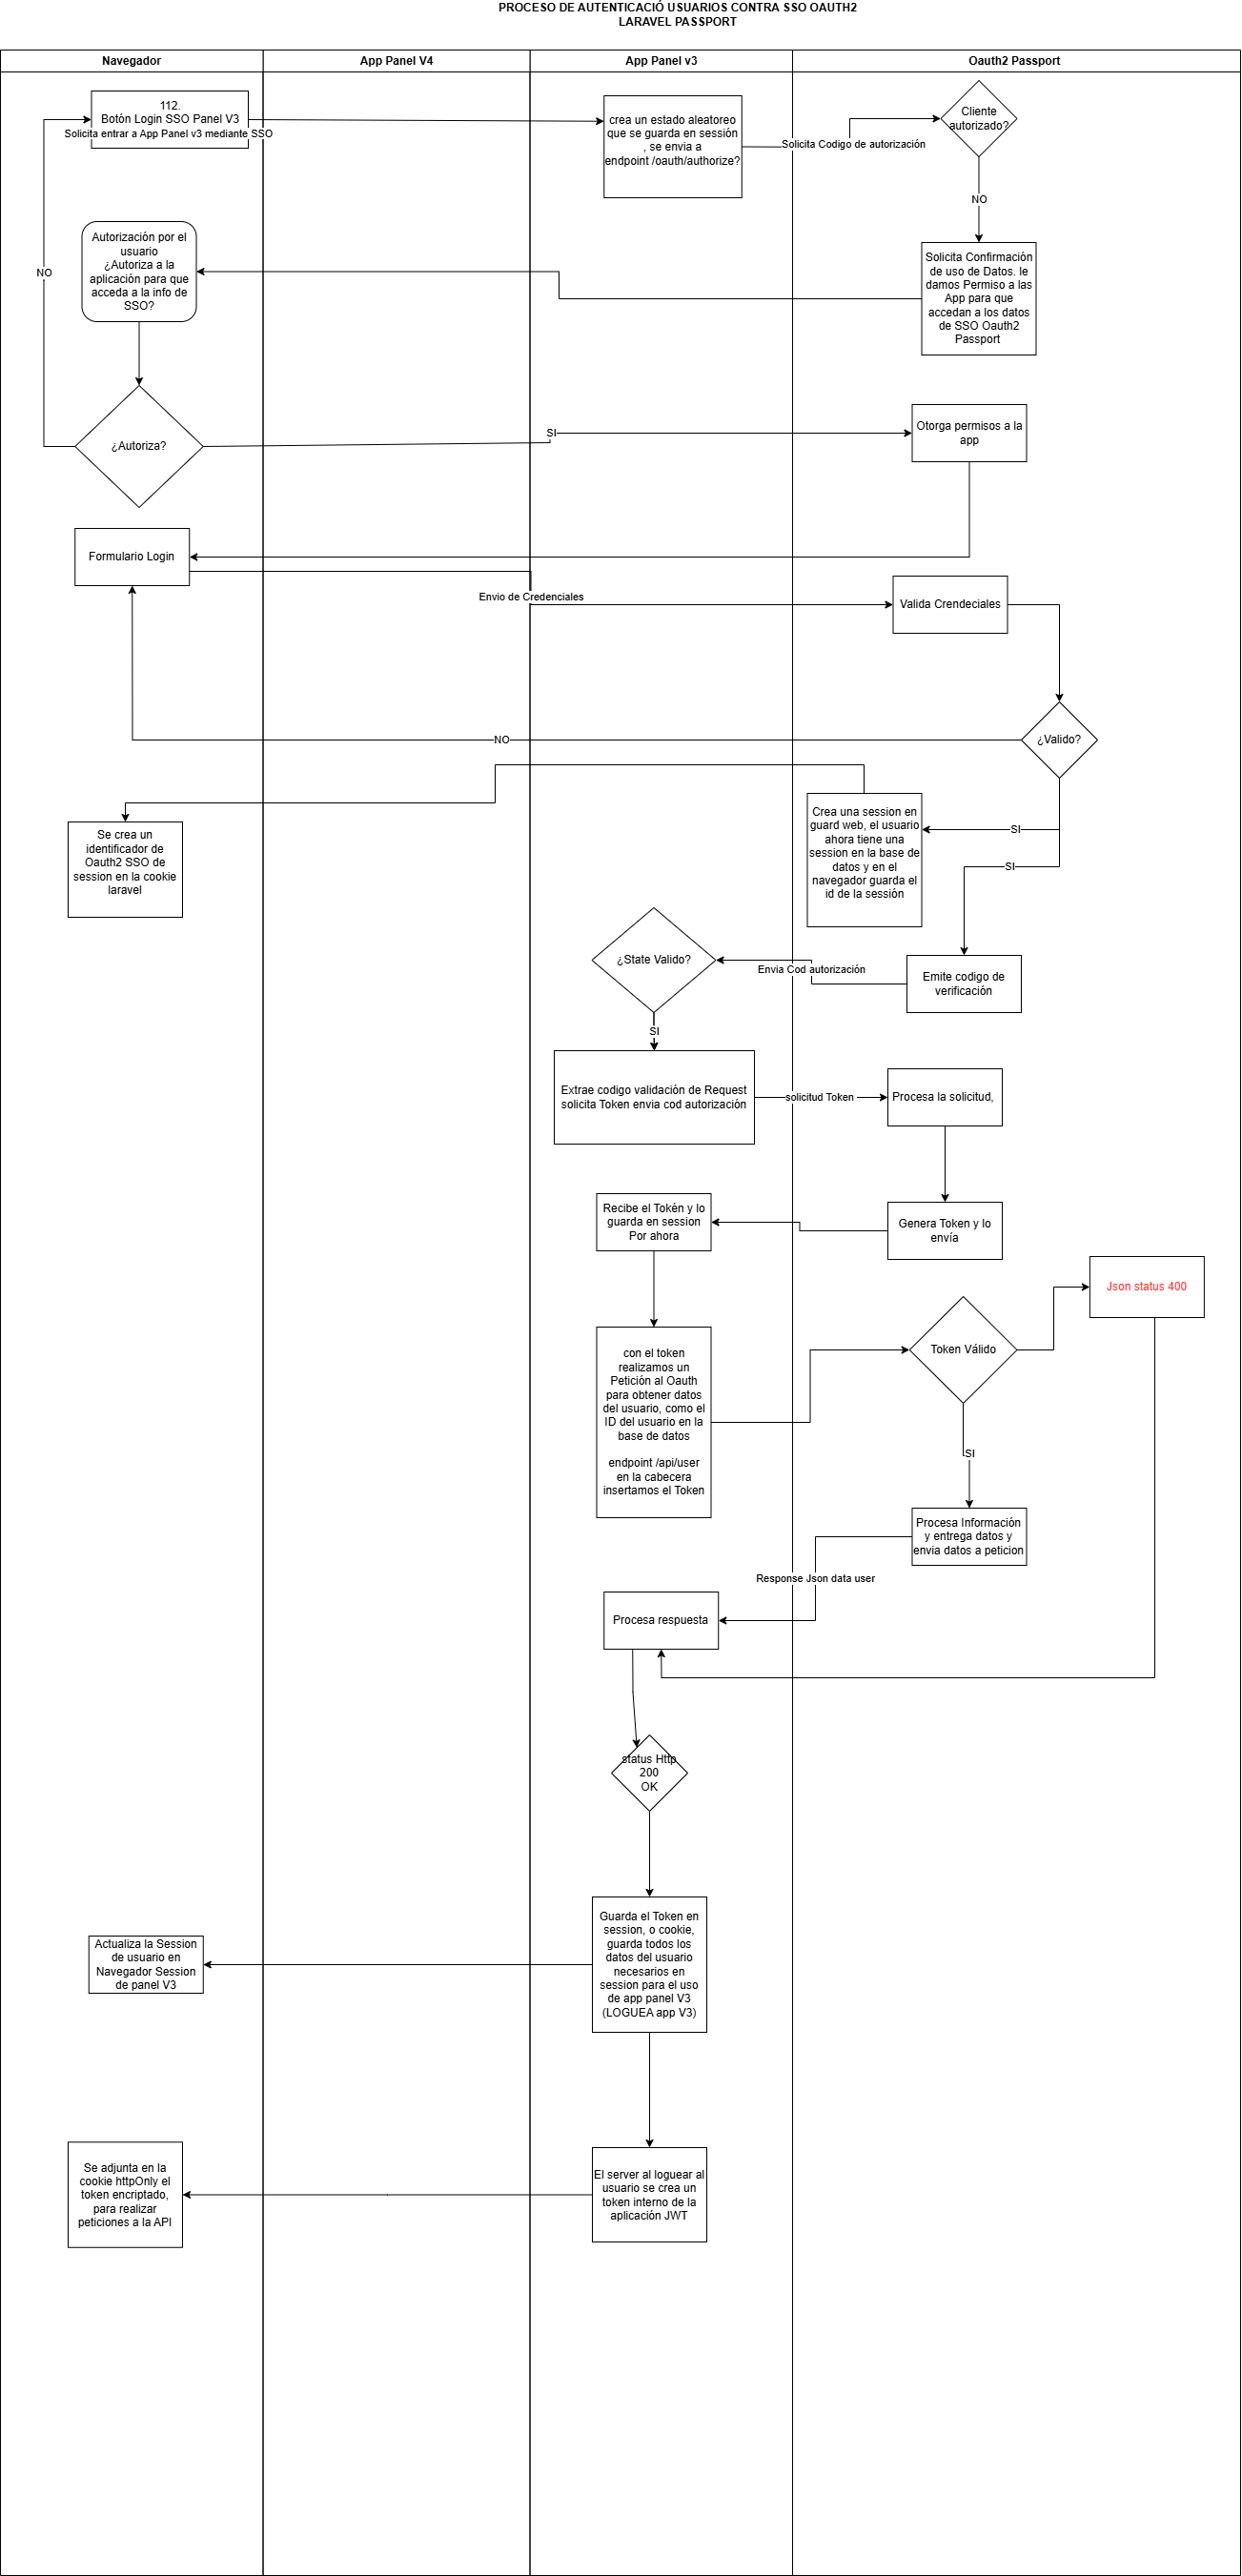 PROCESO DE AUTENTICACIÓ USUARIOS CONTRA SSO OAUTH2
LARAVEL PASSPORT
Navegador
App Panel V4
App Panel v3
Oauth2 Passport
112.
Botón Login SSO Panel V3
Solicita entrar a App Panel v3 mediante SSO
crea un estado aleatoreo
que se guarda en sesión
, se envia a
endpoint /oauth/authorize?
Solicita Codigo de autorización
Cliente
autorizado?
NO
Autorización por el
usuario
¿Autoriza a la
aplicación para que
acceda a la info de
SSO?
NO
Solicita Confirmación
de uso de Datos. le
damos Permiso a las
App para que
accedan a los datos
de SSO Oauth2
Passport
¿Autoriza?
SI
Otorga permisos a la
app
Formulario Login
Envio de Credenciales
Valida Crendeciales
¿Valido?
NO
Se crea un
identificador de
Oauth2 SSO de
session en la cookie
laravel
Crea una session en
guard web, el usuario
ahora tiene una
session en la base de
datos y en el
navegador guarda el
id de la sessión
SI
SI
¿State Valido?
Envia Cod autorización
Emite codigo de
verificación
SI
Extrae codigo validación de Request
solicita Token envia cod autorización
solicitud Token
Procesa la solicitud,
Recibe el Tokén y lo
guarda en session
Por ahora
Genera Token y lo
envía
Json status 400
con el token
realizamos un
Petición al Oauth
para obtener datos
del usuario, como el
ID del usuario en la
base de datos
endpoint /api/user
en la cabecera
insertamos el Token
Token Válido
SI
Procesa Información
y entrega datos y
envia datos a peticion
Response Json data user
Procesa respuesta
status Http
200
OK
Guarda el Token en
session, o cookie,
guarda todos los
datos del usuario
necesarios en
session para el uso
de app panel V3
(LOGUEA app V3)
Actualiza la Session
de usuario en
Navegador Session
de panel V3
Se adjunta en la
cookie httpOnly el
token encriptado,
para realizar
peticiones a la API
El server al loguear al
usuario se crea un
token interno de la
aplicación JWT